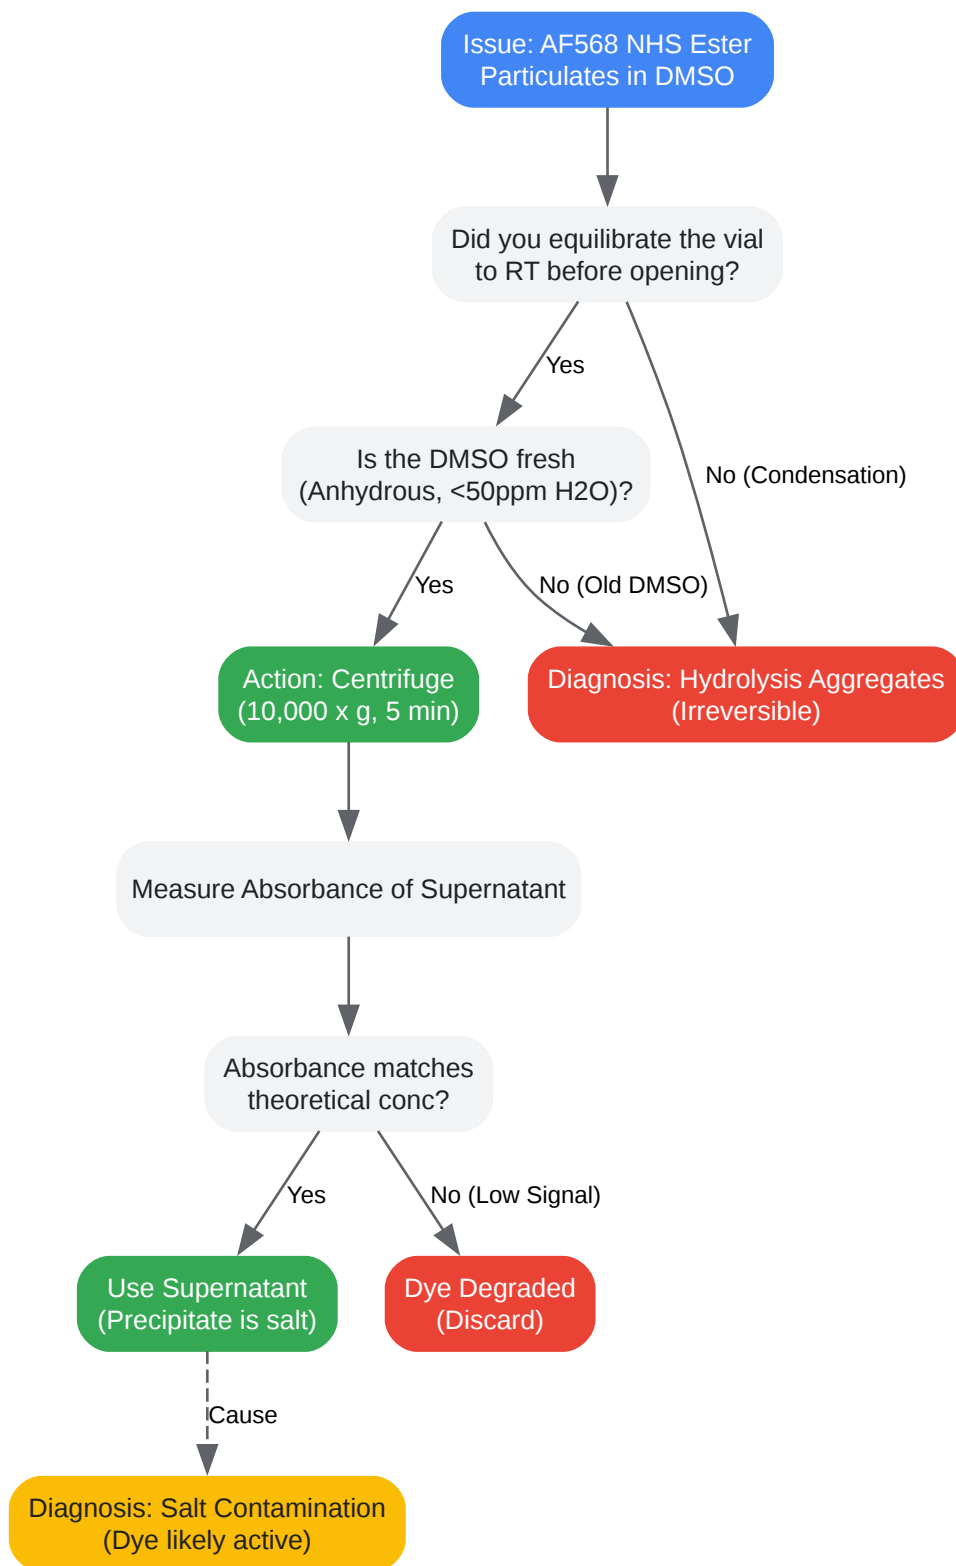 Issue: AF568 NHS Ester
Particulates in DMSO
Did you equilibrate the vial
to RT before opening?
Yes
No (Condensation)
Is the DMSO fresh
(Anhydrous, <50ppm H2O)?
Yes
No (Old DMSO)
Action: Centrifuge
(10,000 x g, 5 min)
Diagnosis: Hydrolysis Aggregates
(Irreversible)
Measure Absorbance of Supernatant
Absorbance matches
theoretical conc?
Yes
No (Low Signal)
Use Supernatant
(Precipitate is salt)
Dye Degraded
(Discard)
Cause
Diagnosis: Salt Contamination
(Dye likely active)